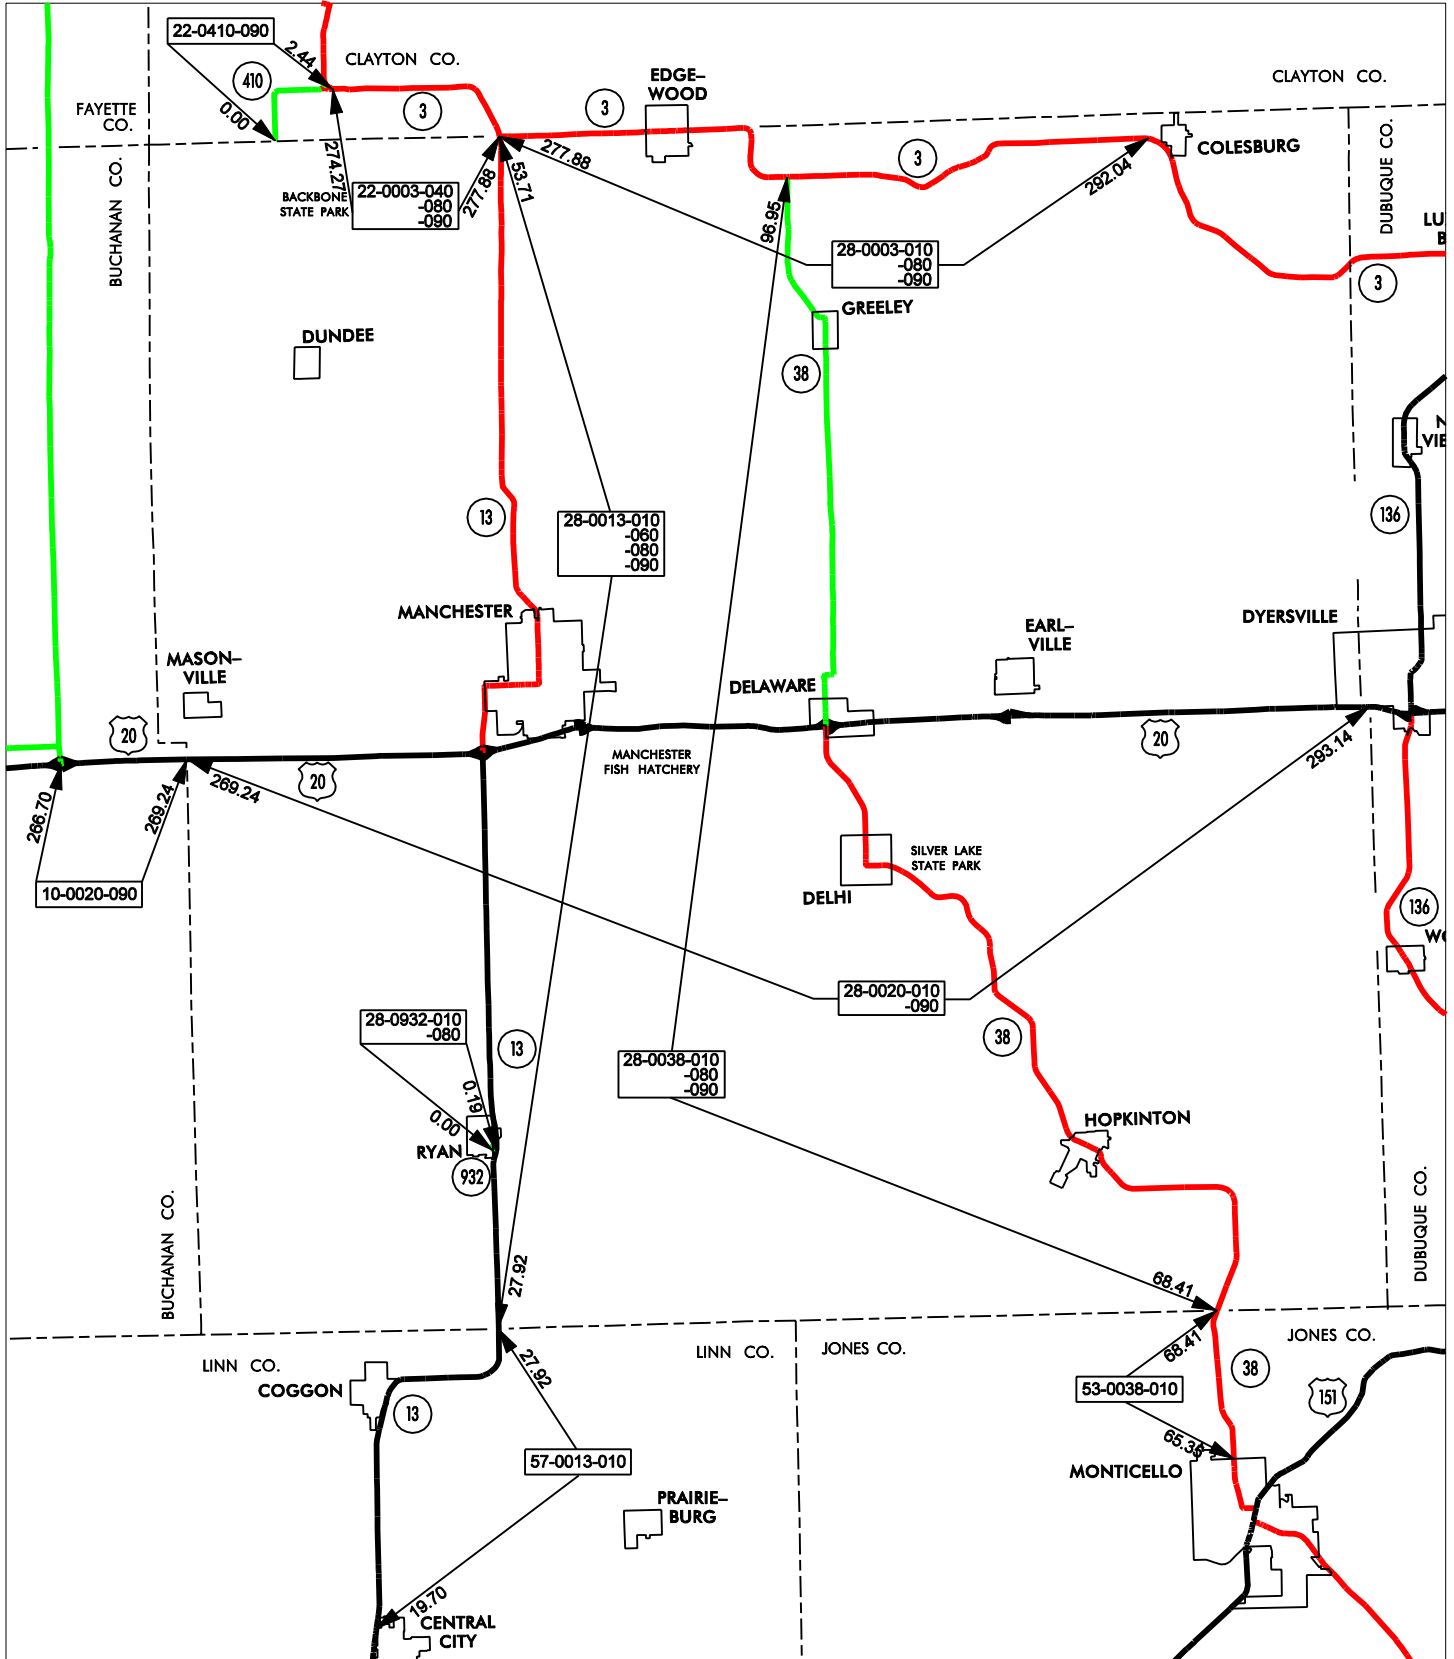 22-0410-090
2.44
CLAYTON CO.
410
0.00
FAYETTE
CO.
3
3
EDGE–
WOOD
CLAYTON CO.
COLESBURG
3
DUBUQUE CO.
BUCHANAN CO.
274.27
BACKBONE
STATE PARK
22-0003-040
-080
-090
277.88
53.71
277.88
292.04
96.95
28-0003-010
-080
-090
3
GREELEY
DUNDEE
38
13
28-0013-010
-060
-080
-090
136
MANCHESTER
EARL–
VILLE
DYERSVILLE
MASON–
VILLE
DELAWARE
20
20
20
MANCHESTER
FISH HATCHERY
293.14
266.70
269.24
269.24
10-0020-090
SILVER LAKE
STATE PARK
DELHI
136
28-0020-010
-090
28-0932-010
-080
13
38
28-0038-010
-080
-090
0.19
0.00
RYAN
932
HOPKINTON
BUCHANAN CO.
DUBUQUE CO.
27.92
68.41
68.41
LINN CO.
LINN CO.
JONES CO.
JONES CO.
27.92
COGGON
13
53-0038-010
38
151
65.35
57-0013-010
MONTICELLO
PRAIRIE–
BURG
19.70
CENTRAL
CITY